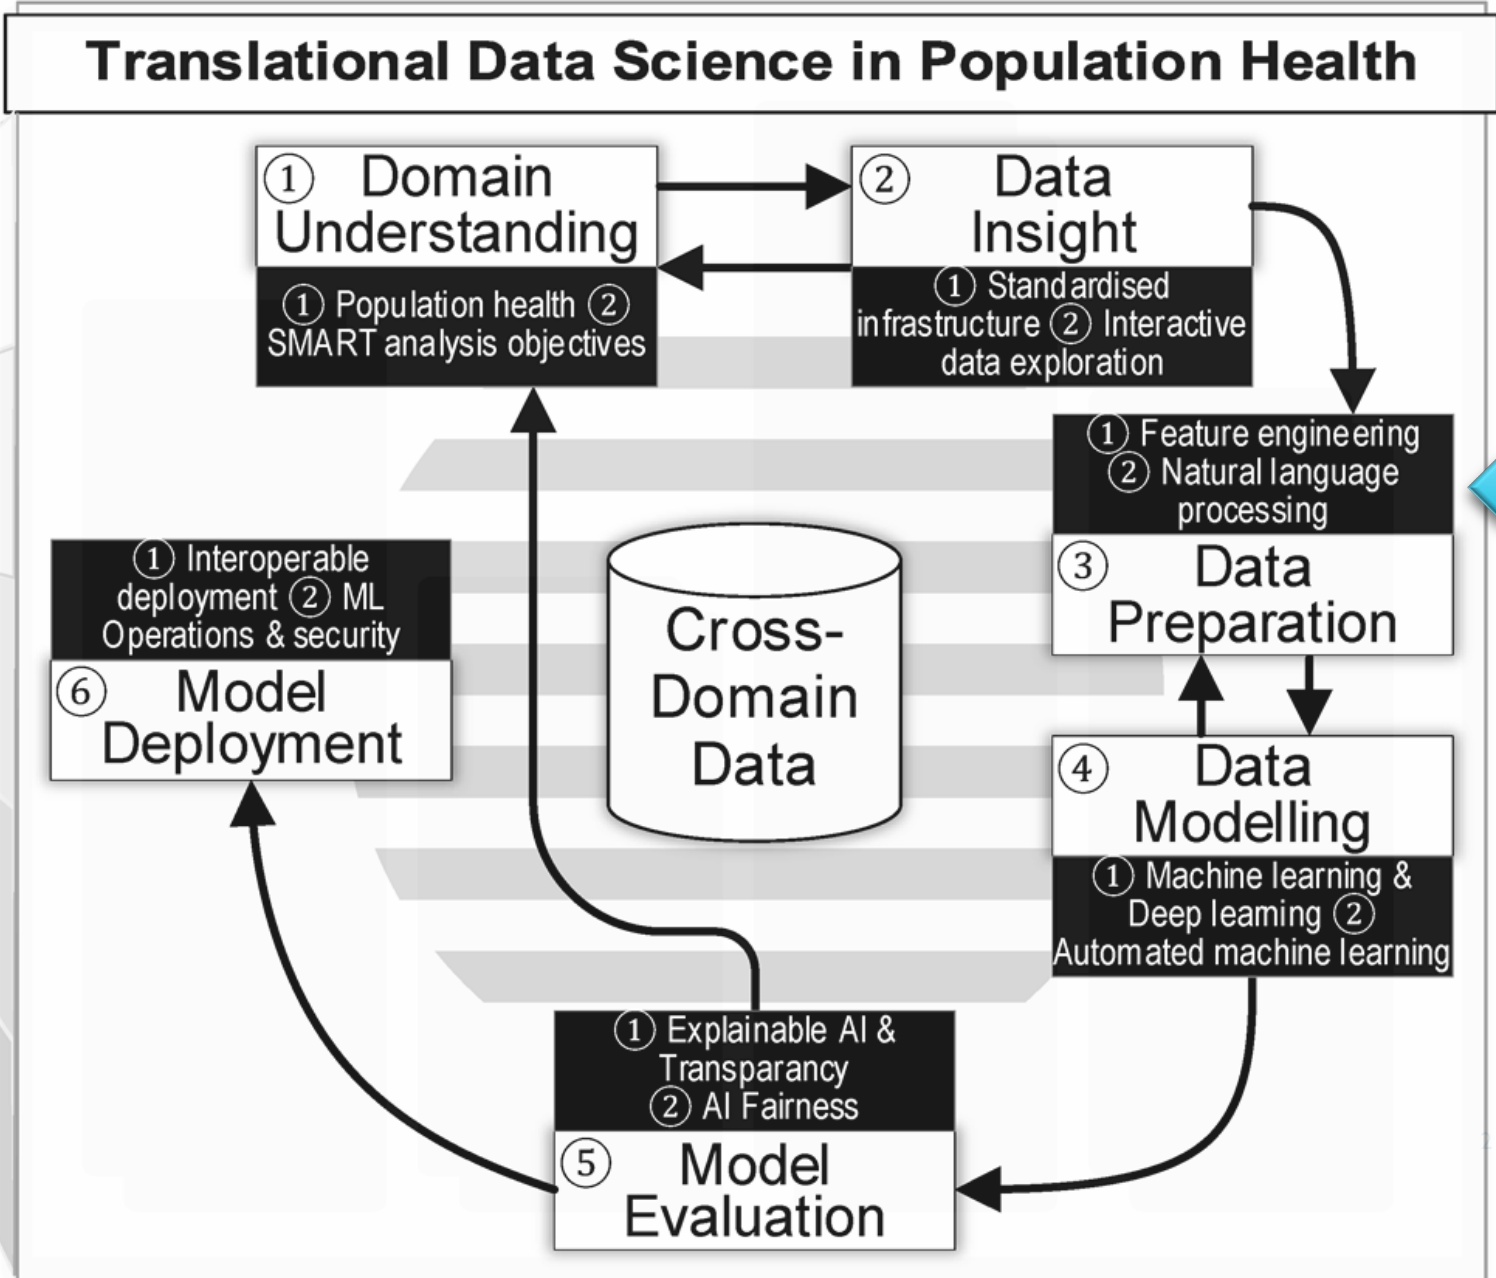 Translational Data Science in Population Health
① Domain
Understanding
① Population health ②
SMART analysis objectives
② Data
Insight
① Standardised
infrastructure ② Interactive
data exploration
① Feature engineering
② Natural language
processing
③ Data
Preparation
④ Data
Modelling
① Machine learning &
Deep learning ②
Automated machine learning
① Explainable AI &
Transparancy
② AI Fairness
⑤ Model
Evaluation
① Interoperable
deployment ② ML
Operations & security
⑥ Model
Deployment
Cross-
Domain
Data